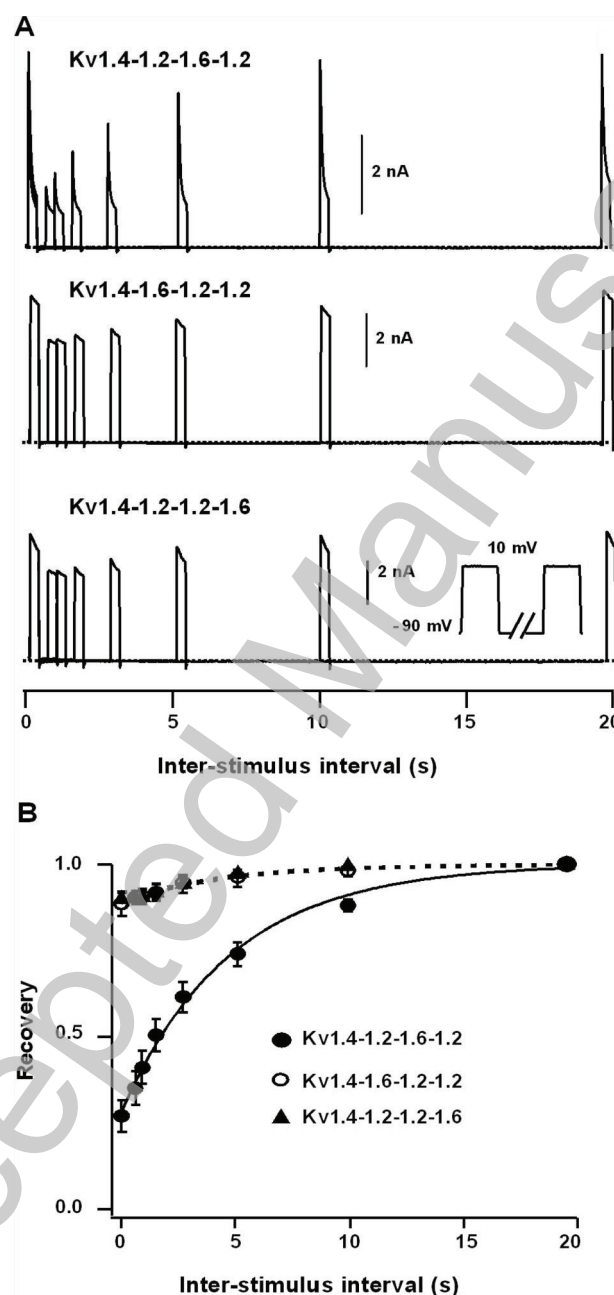 A
Kv1.4-1.2-1.6-1.2
2 nA
Kv1.4-1.6-1.2-1.2
2 nA
Kv1.4-1.2-1.2-1.6
2 nA
10 mV
-90 mV
0 5 10 15 20
Inter-stimulus interval (s)
B
1.0
0.5
0.0
Recovery
Kv1.4-1.2-1.6-1.2
Kv1.4-1.6-1.2-1.2
Kv1.4-1.2-1.2-1.6
0 5 10 15 20
Inter-stimulus interval (s)
cepted Manus